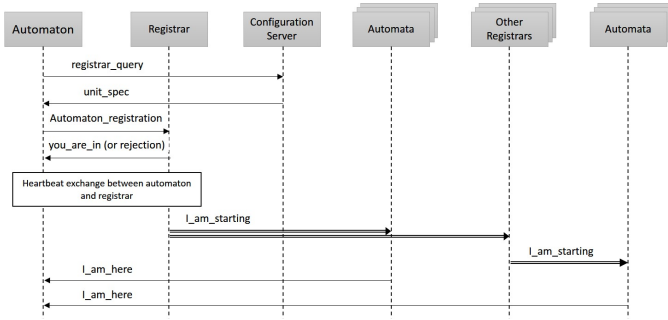 Automaton
Registrar
Configuration
Server
Automata
Other
Registrars
Automata
registrar_query
unit_spec
Automaton_registration
you_are_in (or rejection)
Heartbeat exchange between automaton
and registrar
I_am_starting
I_am_starting
I_am_here
I_am_here